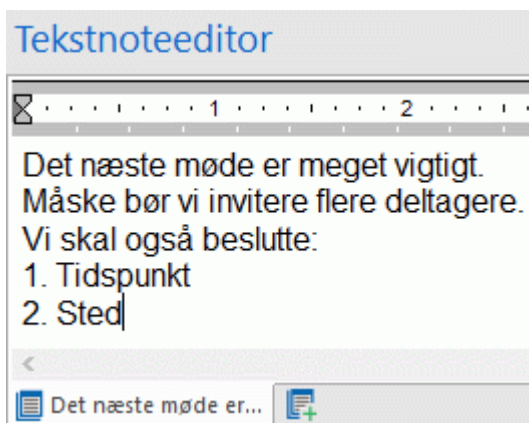 Tekstnoteeditor
1 2
Det næste møde er meget vigtigt.
Måske bør vi invitere flere deltagere.
Vi skal også beslutte:
1. Tidspunkt
2. Sted
Det næste møde er...